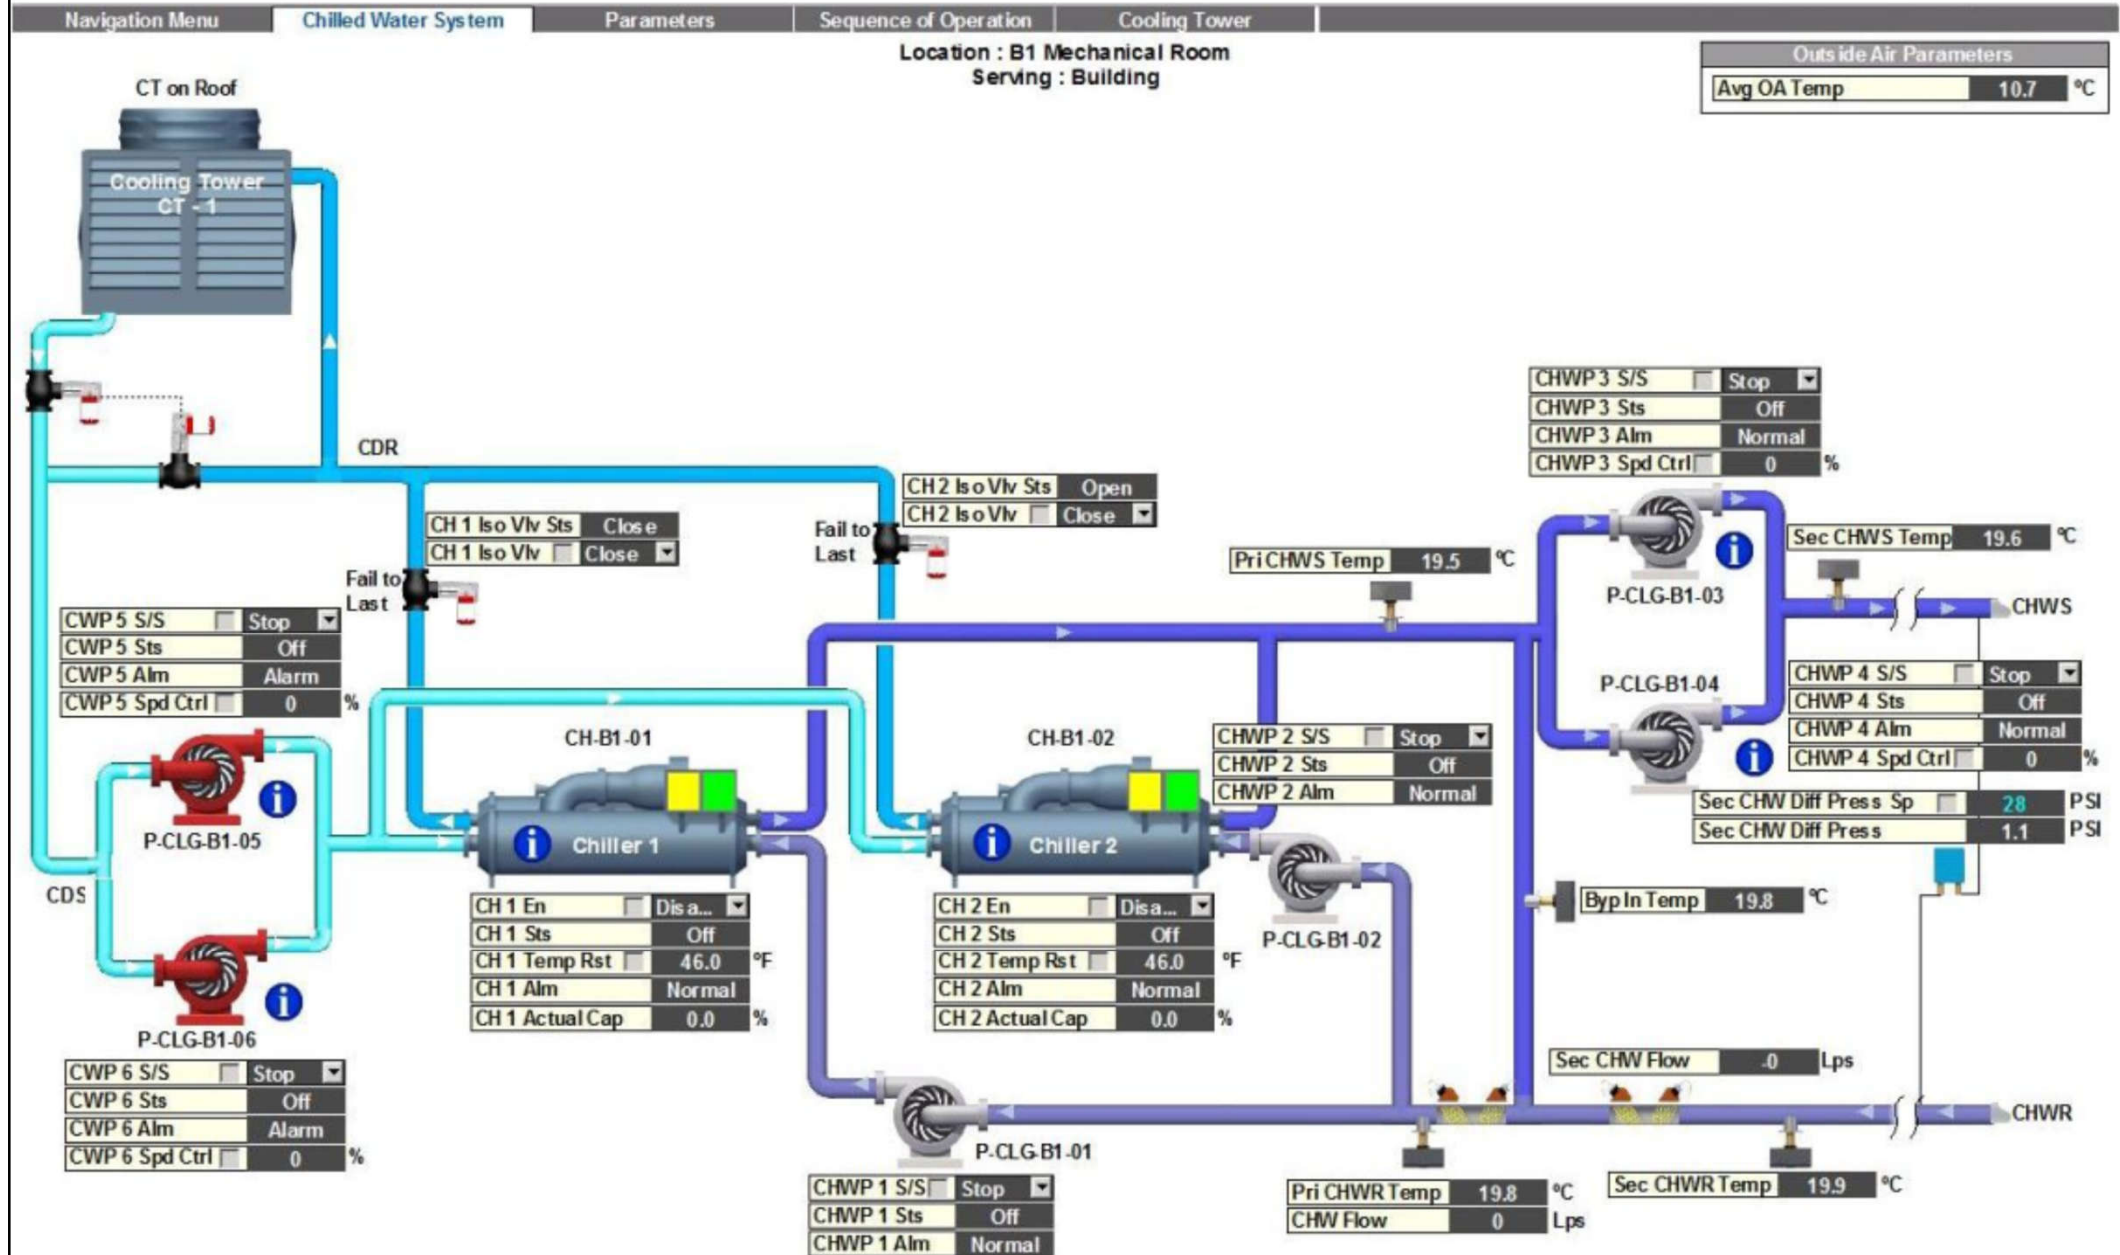 Navigation Menu
Chilled Water System
Parameters
Sequence of Operation
Cooling Tower
Location : B1 Mechanical Room
Serving : Building
Outside Air Parameters
Avg OA Temp 10.7 ºC
CT on Roof
Cooling Tower
CT - 1
CDR
CH 1 Iso Vlv Sts Close
CH 1 Iso Vlv Close
Fail to
Last
CH 2 Iso Vlv Sts Open
CH 2 Iso Vlv Close
Fail to
Last
CHWP 3 S/S Stop
CHWP 3 Sts Off
CHWP 3 Alm Normal
CHWP 3 Spd Ctrl 0 %
P-CLG-B1-03
Pri CHWS Temp 19.5 ºC
Sec CHWS Temp 19.6 ºC
CHWS
CWP 5 S/S Stop
CWP 5 Sts Off
CWP 5 Alm Alarm
CWP 5 Spd Ctrl 0 %
P-CLG-B1-05
CDS
P-CLG-B1-06
CWP 6 S/S Stop
CWP 6 Sts Off
CWP 6 Alm Alarm
CWP 6 Spd Ctrl 0 %
CH-B1-01
Chiller 1
CH 1 En Disa...
CH 1 Sts Off
CH 1 Temp Rst 46.0 ºF
CH 1 Alm Normal
CH 1 Actual Cap 0.0 %
CH-B1-02
Chiller 2
CH 2 En Disa...
CH 2 Sts Off
CH 2 Temp Rst 46.0 ºF
CH 2 Alm Normal
CH 2 Actual Cap 0.0 %
CHWP 2 S/S Stop
CHWP 2 Sts Off
CHWP 2 Alm Normal
P-CLG-B1-02
P-CLG-B1-04
CHWP 4 S/S Stop
CHWP 4 Sts Off
CHWP 4 Alm Normal
CHWP 4 Spd Ctrl 0 %
Sec CHW Diff Press Sp 28 PSI
Sec CHW Diff Press 1.1 PSI
Byp In Temp 19.8 ºC
Sec CHW Flow -0 Lps
CHWR
P-CLG-B1-01
CHWP 1 S/S Stop
CHWP 1 Sts Off
CHWP 1 Alm Normal
Pri CHWR Temp 19.8 ºC
CHW Flow 0 Lps
Sec CHWR Temp 19.9 ºC